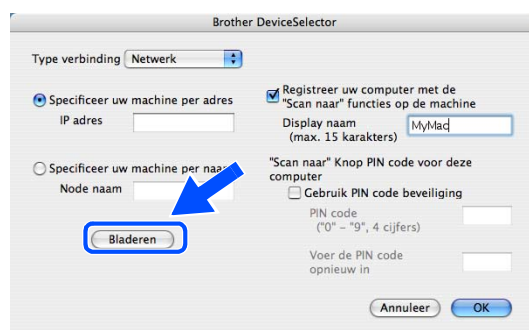 Brother DeviceSelector
Type verbinding Netwerk
Specificeer uw machine per adres
IP adres
Specificeer uw machine per naam
Node naam
Bladeren
Registreer uw computer met de
"Scan naar" functies op de machine
Display naam MyMac
(max. 15 karakters)
"Scan naar" Knop PIN code voor deze
computer
Gebruik PIN code beveiliging
PIN code
("0" – "9", 4 cijfers)
Voer de PIN code
opnieuw in
Annuleer OK